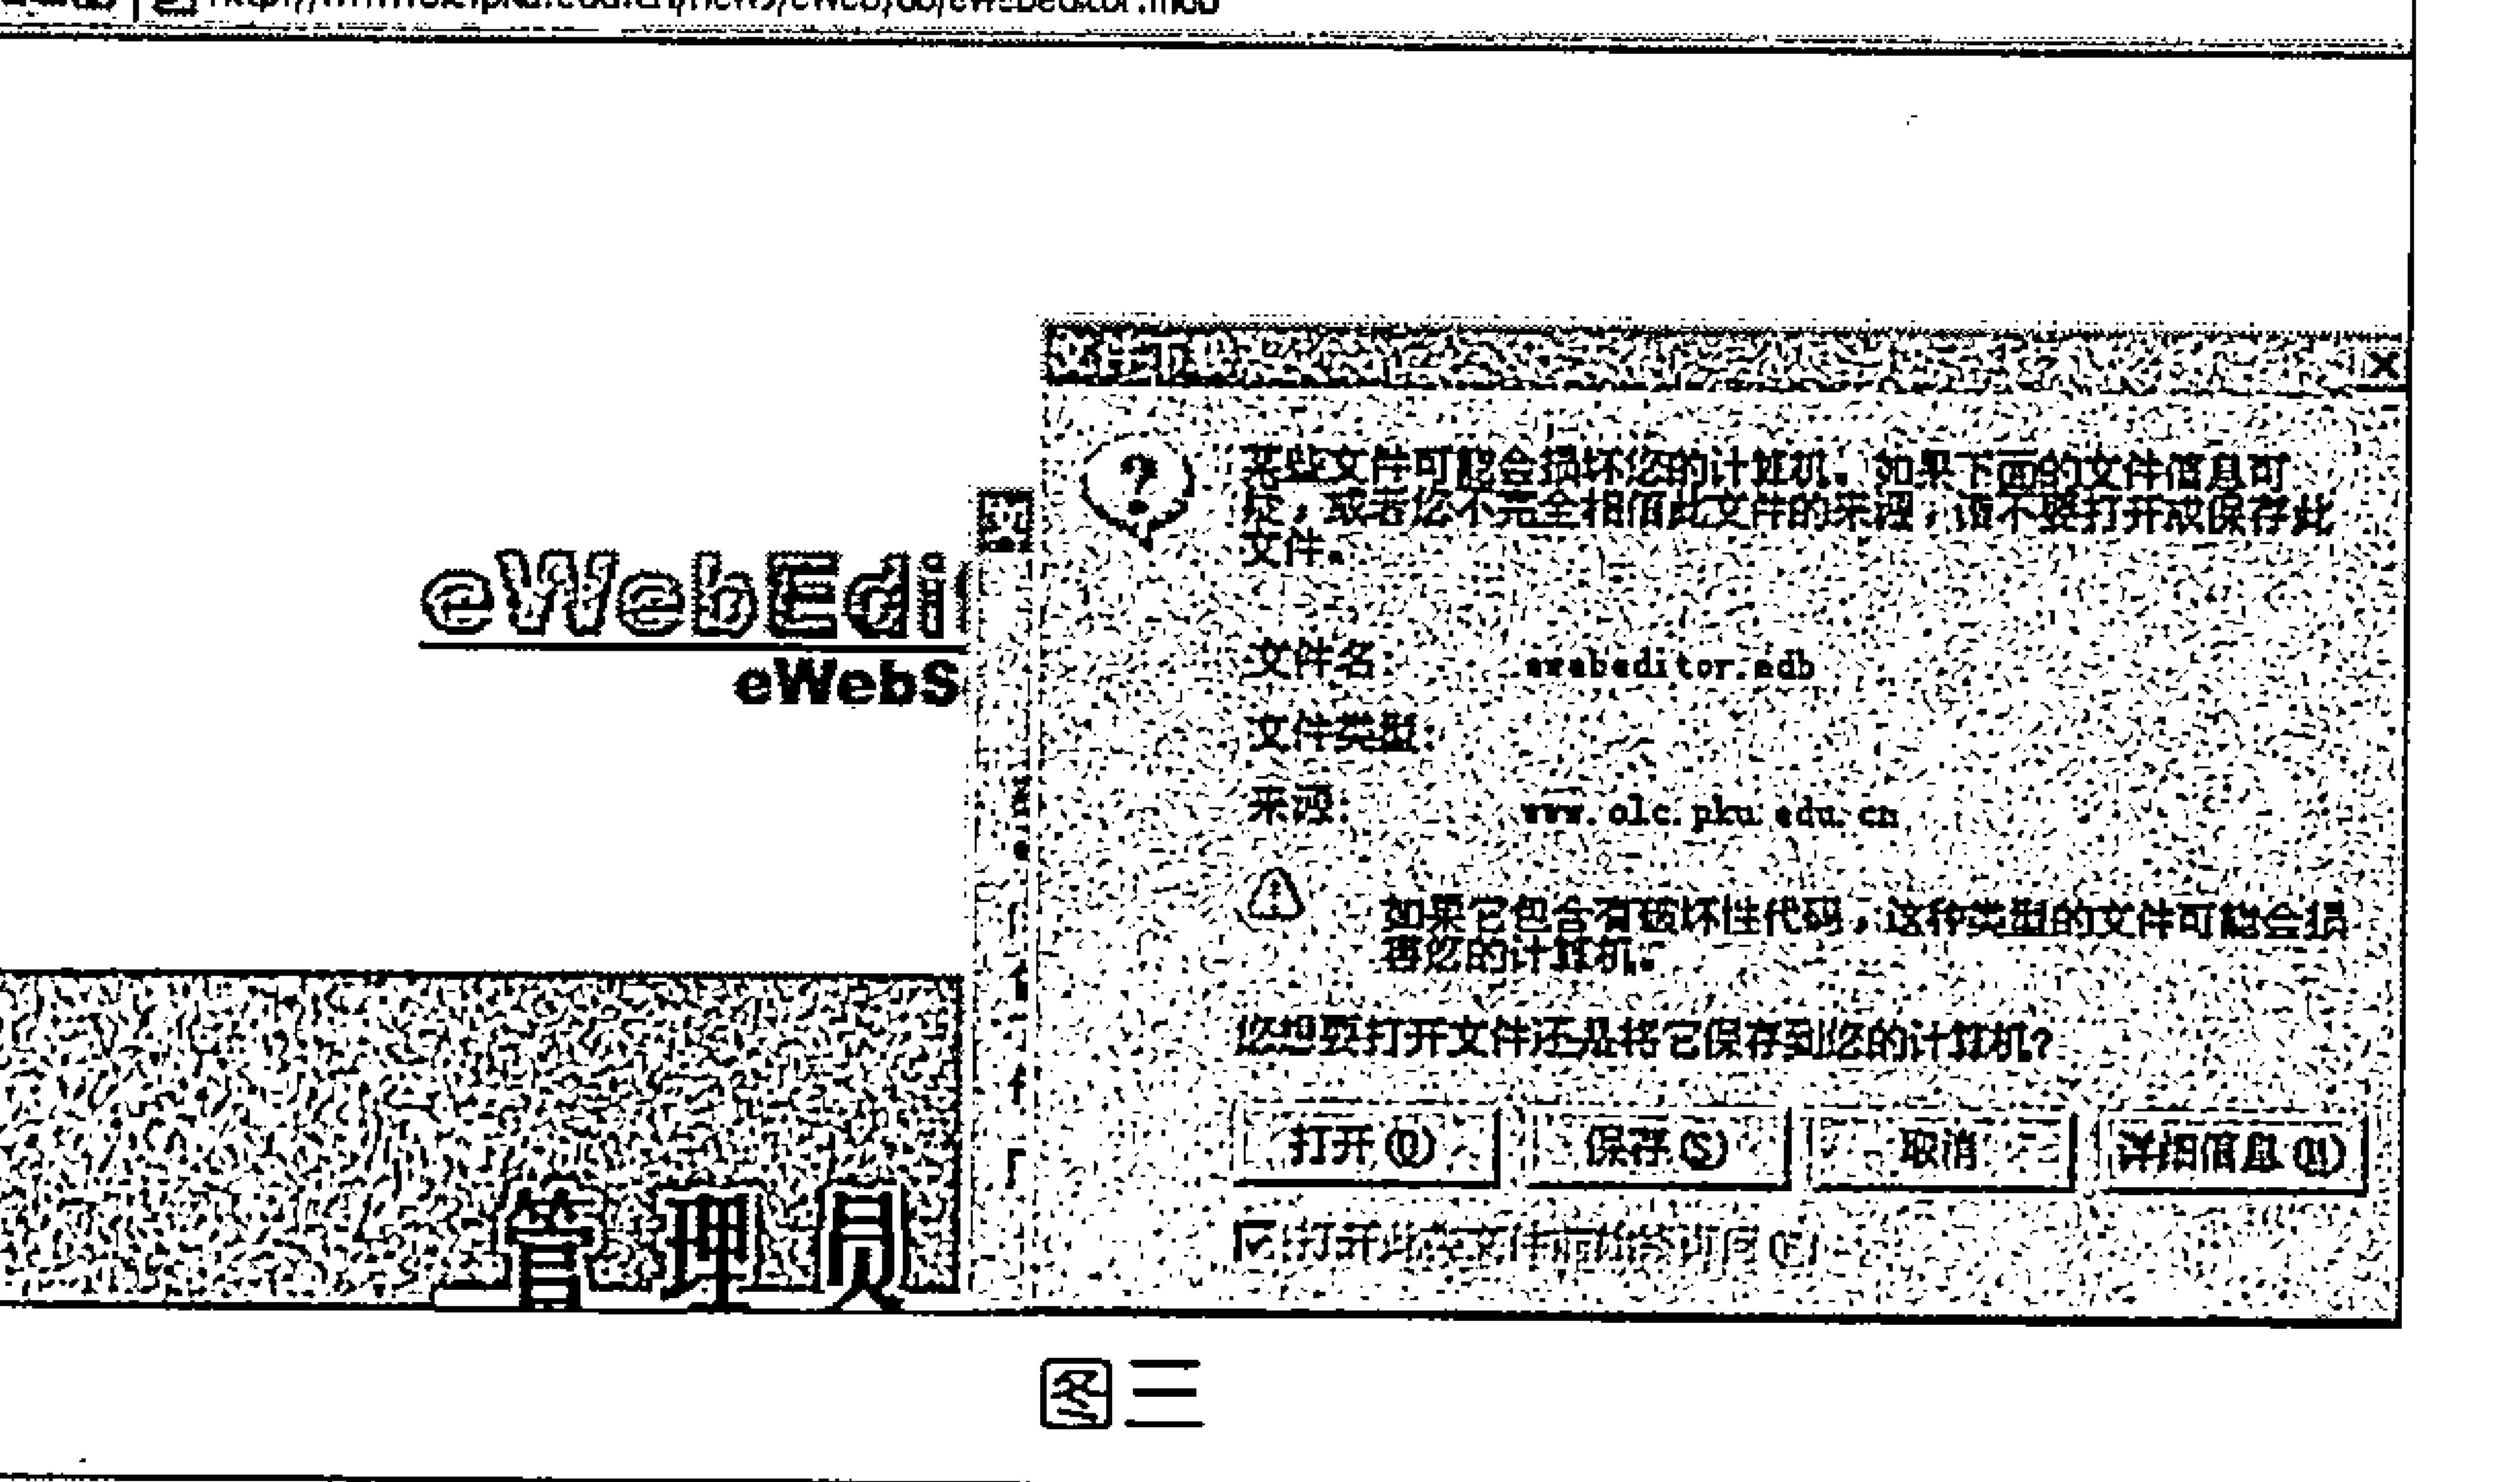 eWebEdi
eWebS
管理员
文件下载
某些文件可能会损坏您的计算机。如果下面的文件信息可
疑，或者您不完全相信此文件的来源，请不要打开或保存此
文件。
文件名:
文件类型:
来源: www.olc.pku.edu.cn
如果它包含有破坏性代码，这种类型的文件可能会损
害您的计算机。
您想要打开文件还是将它保存到您的计算机?
打开(O) 保存(S) 取消 详细信息(M)
图三